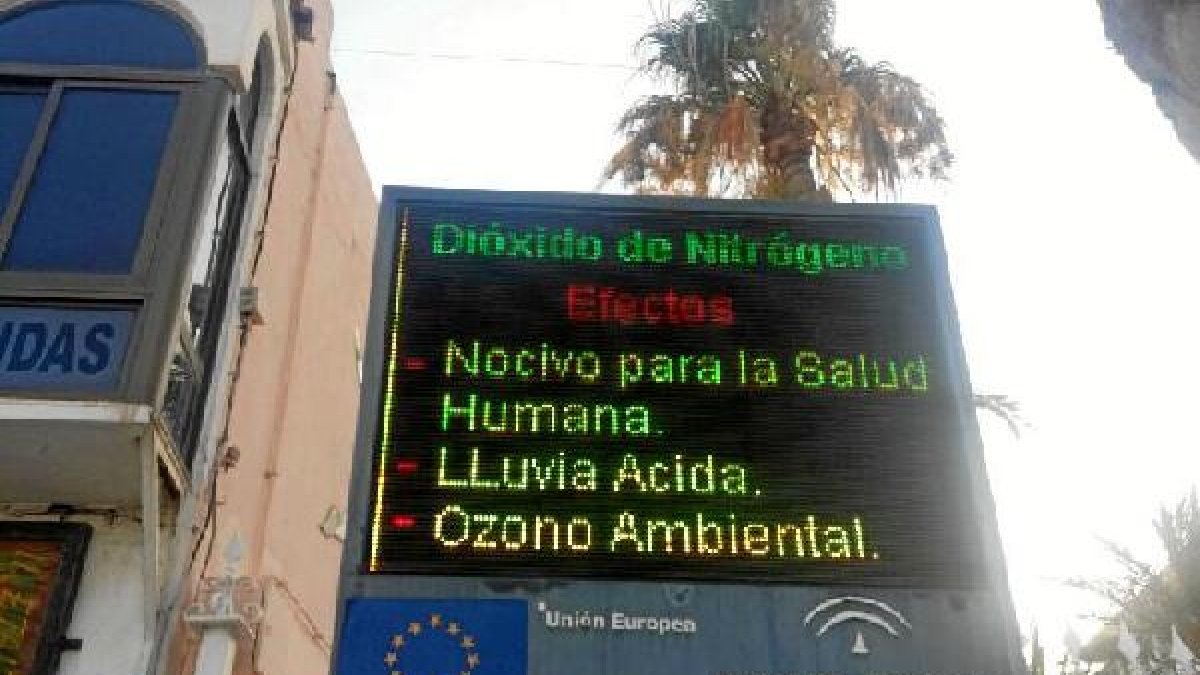 Dióxido de Nitrógeno
Efectos
- Nocivo para la Salud
Humana.
- LLuvia Acida.
- Ozono Ambiental.
Unión Europea
UDAS